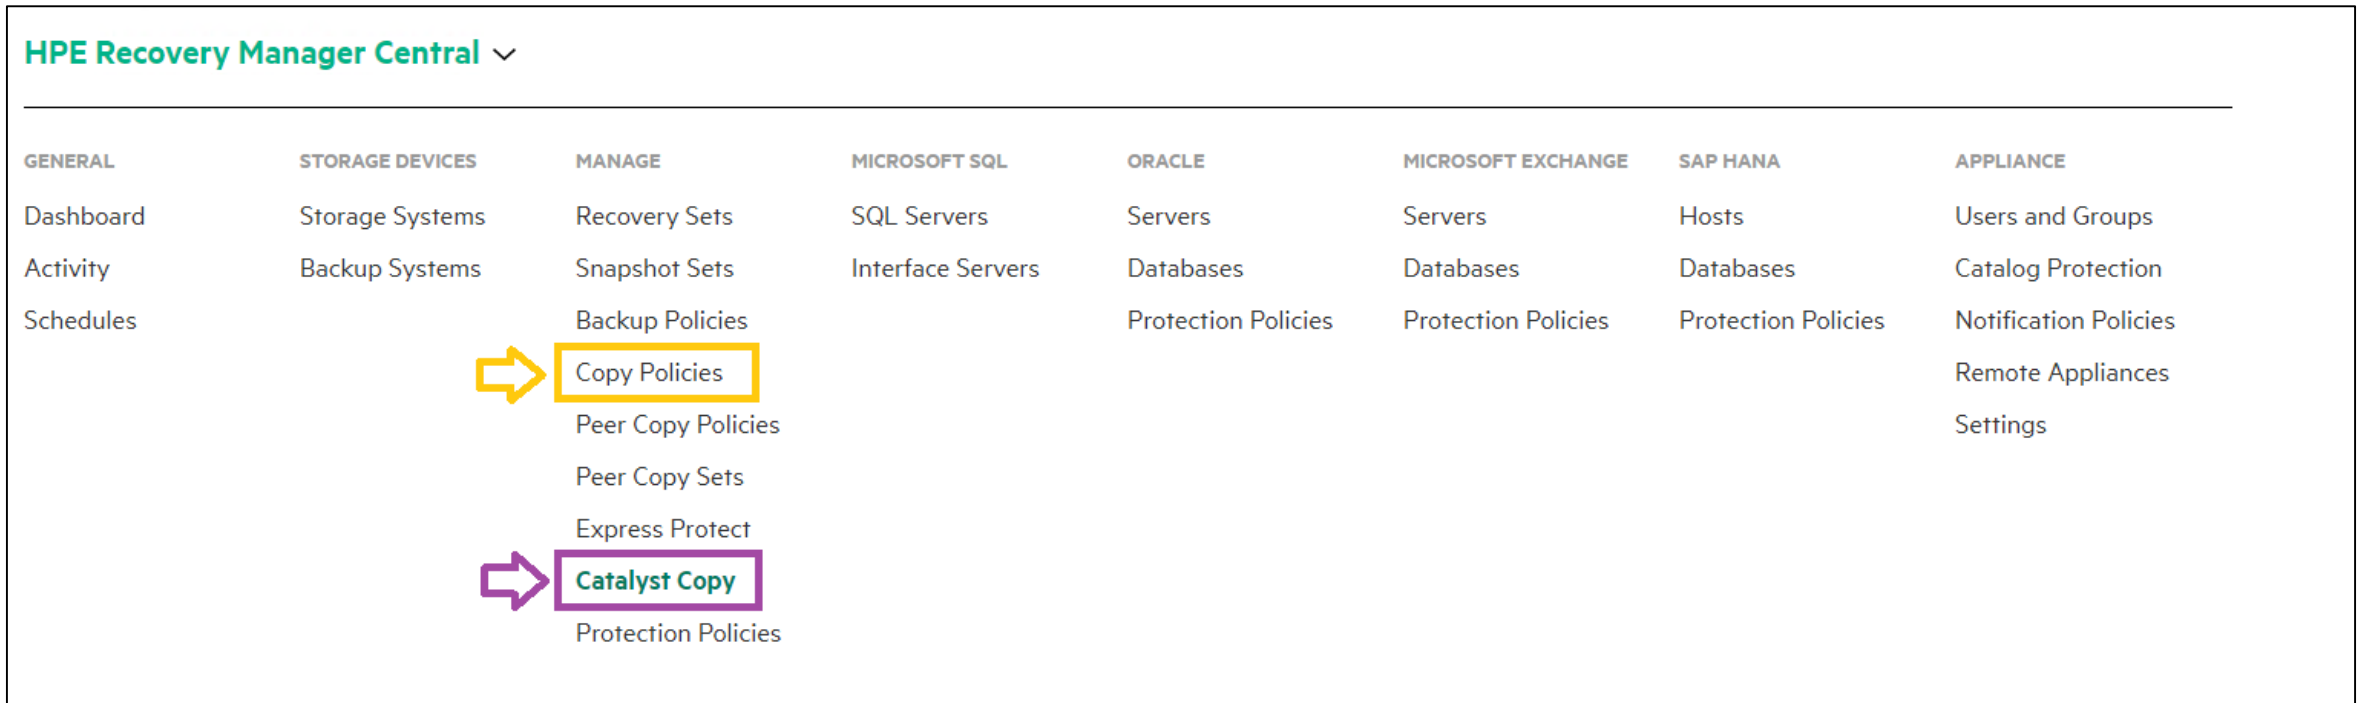 HPE Recovery Manager Central
GENERAL
Dashboard
Activity
Schedules
STORAGE DEVICES
Storage Systems
Backup Systems
MANAGE
Recovery Sets
Snapshot Sets
Backup Policies
Copy Policies
Peer Copy Policies
Peer Copy Sets
Express Protect
Catalyst Copy
Protection Policies
MICROSOFT SQL
SQL Servers
Interface Servers
ORACLE
Servers
Databases
Protection Policies
MICROSOFT EXCHANGE
Servers
Databases
Protection Policies
SAP HANA
Hosts
Databases
Protection Policies
APPLIANCE
Users and Groups
Catalog Protection
Notification Policies
Remote Appliances
Settings